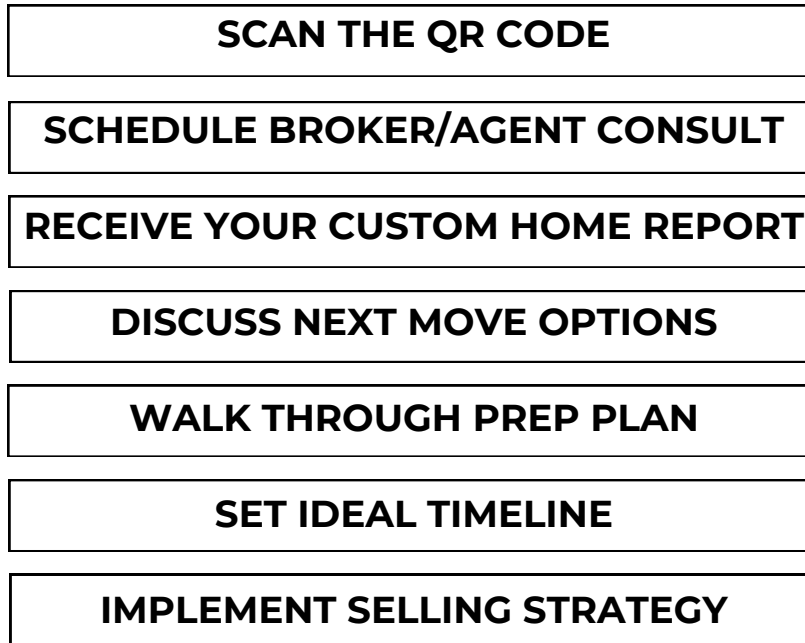 SCAN THE QR CODE
SCHEDULE BROKER/AGENT CONSULT
RECEIVE YOUR CUSTOM HOME REPORT
DISCUSS NEXT MOVE OPTIONS
WALK THROUGH PREP PLAN
SET IDEAL TIMELINE
IMPLEMENT SELLING STRATEGY